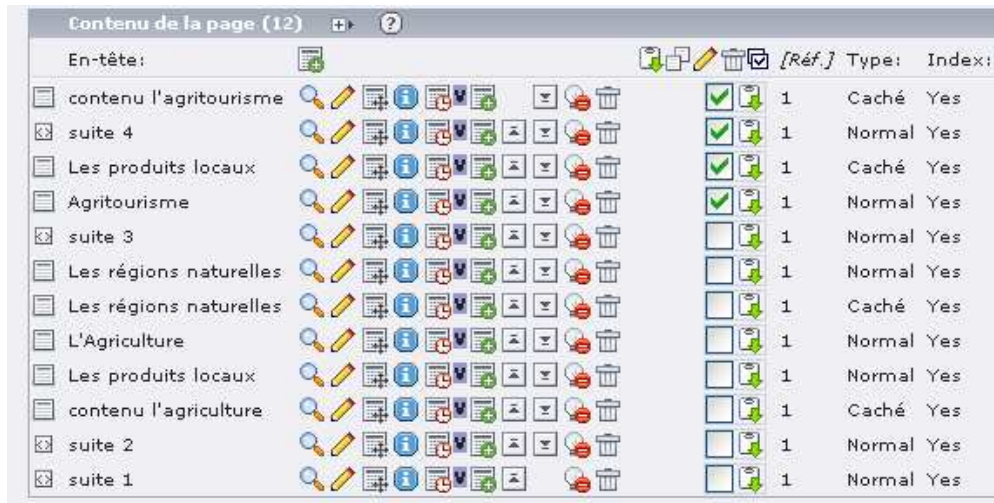 Contenu de la page (12)
En-tête: [Réf.] Type: Index:
contenu l'agritourisme 1 Caché Yes
suite 4 1 Normal Yes
Les produits locaux 1 Caché Yes
Agritourisme 1 Normal Yes
suite 3 1 Normal Yes
Les régions naturelles 1 Normal Yes
Les régions naturelles 1 Caché Yes
L'Agriculture 1 Normal Yes
Les produits locaux 1 Normal Yes
contenu l'agriculture 1 Caché Yes
suite 2 1 Normal Yes
suite 1 1 Normal Yes